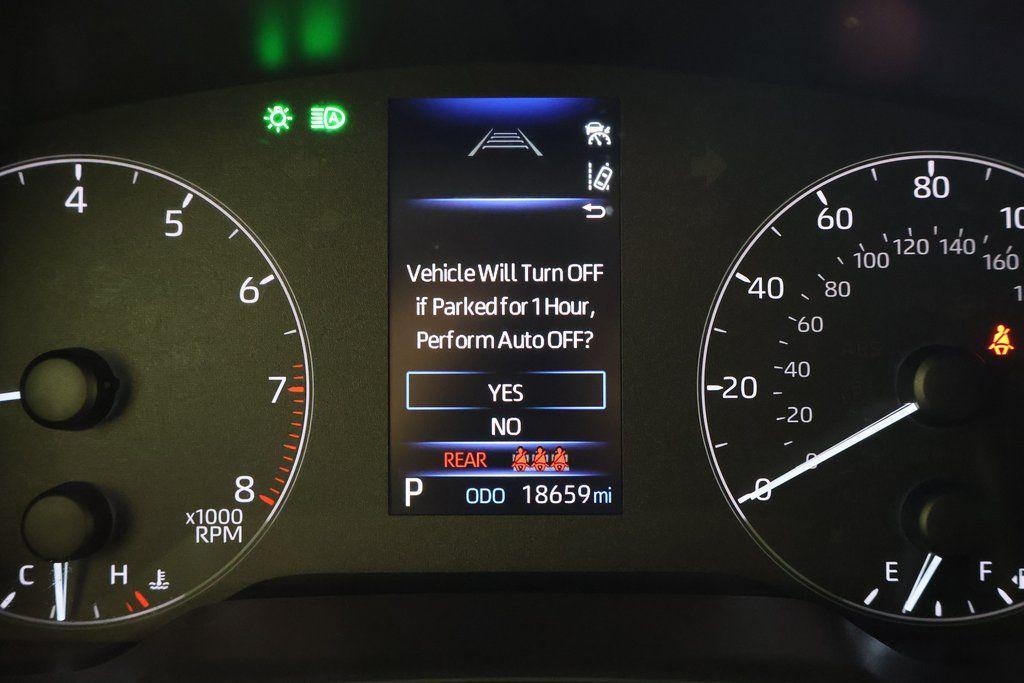 A
Vehicle Will Turn OFF
if Parked for 1 Hour,
Perform Auto OFF?
YES
NO
REAR
P ODO 18659 mi
4
5
6
7
8
x1000
RPM
C H
0
20
40
60
80
0
20
40
60
80
100
120
140
160
E F